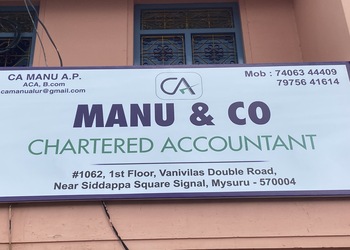 CA MANU A.P.
ACA, B.com
camanualur@gmail.com
CA
Mob : 74063 44409
79756 41614
MANU & CO
CHARTERED ACCOUNTANT
#1062, 1st Floor, Vanivilas Double Road,
Near Siddappa Square Signal, Mysuru - 570004